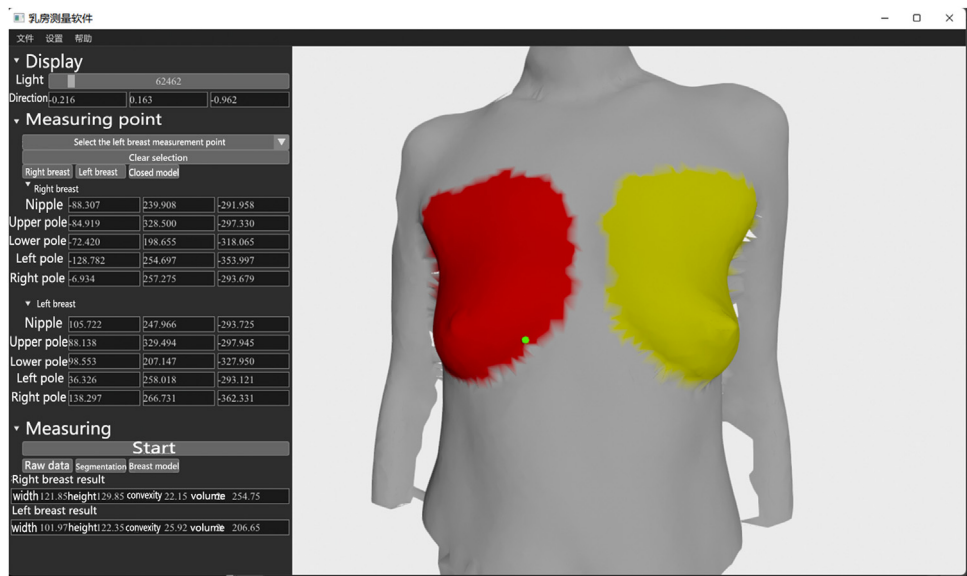 乳房测量软件
文件 设置 帮助
Display
Light 62462
Direction -0.216 0.163 -0.962
Measuring point
Select the left breast measurement point
Clear selection
Right breast Left breast Closed model
Right breast
Nipple -88.307 239.908 -291.958
Upper pole -84.919 328.500 -297.330
Lower pole -72.420 198.655 -318.065
Left pole -128.782 254.697 -353.997
Right pole -6.934 257.275 -293.679
Left breast
Nipple 105.722 247.966 -293.725
Upper pole 88.138 329.494 -297.945
Lower pole 98.553 207.147 -327.950
Left pole 36.326 258.018 -293.121
Right pole 138.297 266.731 -362.331
Measuring
Start
Raw data Segmentation Breast model
Right breast result
width 121.85 height 129.85 convexity 22.15 volume 254.75
Left breast result
width 101.97 height 122.35 convexity 25.92 volume 206.65